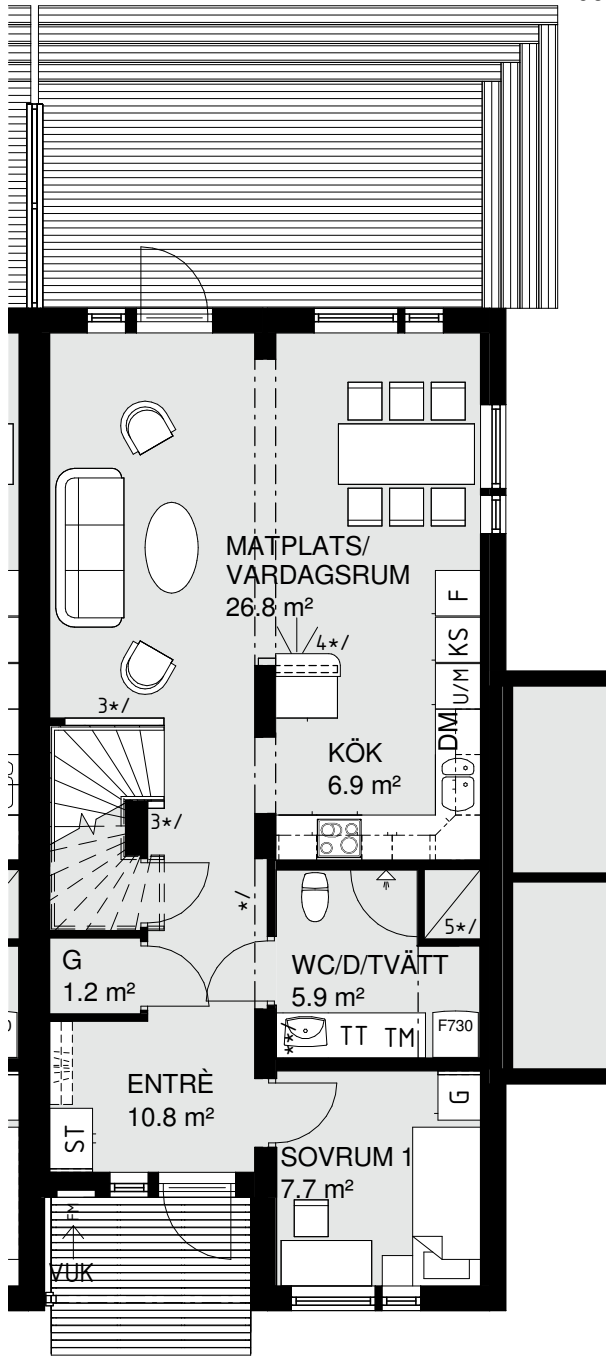 MATPLATS/
VARDAGSRUM
26.8 m²
F
KS
U/M
DM
4*/
3*/
KÖK
6.9 m²
3*/
*/
5*/
G
1.2 m²
WC/D/TVÄTT
5.9 m²
**/
TT
TM
F730
ENTRÈ
10.8 m²
ST
G
SOVRUM 1
7.7 m²
FM
VUK